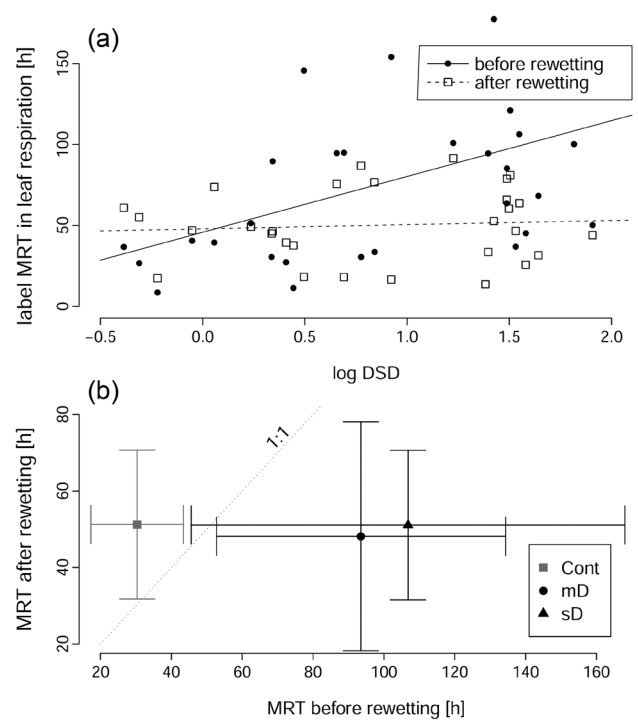 (a)
label MRT in leaf respiration [h]
before rewetting
after rewetting
150
100
50
0
−0.5 0.0 0.5 1.0 1.5 2.0
log DSD
(b)
MRT after rewetting [h]
80
60
40
20
1:1
Cont
mD
sD
20 40 60 80 100 120 140 160
MRT before rewetting [h]